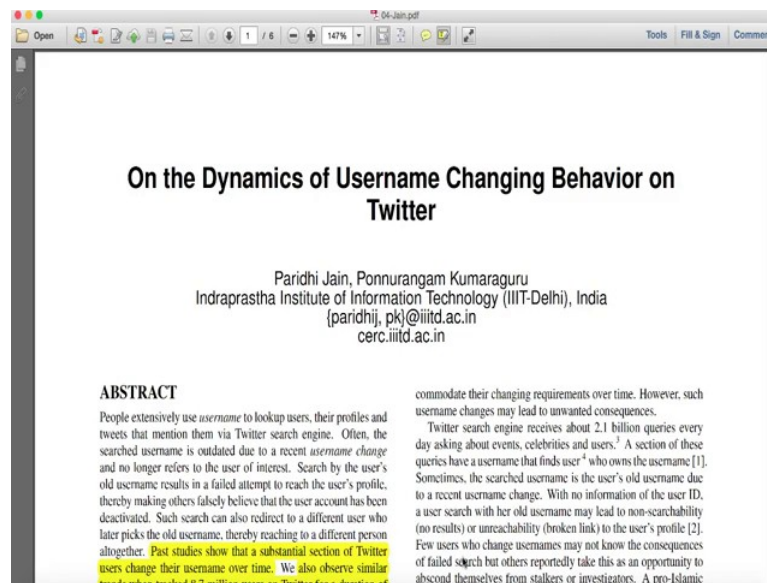 04-Jain.pdf
Open
1 / 6
147%
Tools
Fill & Sign
Commen
On the Dynamics of Username Changing Behavior on
Twitter
Paridhi Jain, Ponnurangam Kumaraguru
Indraprastha Institute of Information Technology (IIIT-Delhi), India
{paridhij, pk}@iiitd.ac.in
cerc.iiitd.ac.in
ABSTRACT
People extensively use username to lookup users, their profiles and
tweets that mention them via Twitter search engine. Often, the
searched username is outdated due to a recent username change
and no longer refers to the user of interest. Search by the user's
old username results in a failed attempt to reach the user's profile,
thereby making others falsely believe that the user account has been
deactivated. Such search can also redirect to a different user who
later picks the old username, thereby reaching to a different person
altogether. Past studies show that a substantial section of Twitter
users change their username over time. We also observe similar
commodate their changing requirements over time. However, such
username changes may lead to unwanted consequences.
Twitter search engine receives about 2.1 billion queries every
day asking about events, celebrities and users.3 A section of these
queries have a username that finds user4 who owns the username [1].
Sometimes, the searched username is the user's old username due
to a recent username change. With no information of the user ID,
a user search with her old username may lead to non-searchability
(no results) or unreachability (broken link) to the user's profile [2].
Few users who change usernames may not know the consequences
of failed search but others reportedly take this as an opportunity to
abscond themselves from stalkers or investigators. A pro-Islamic